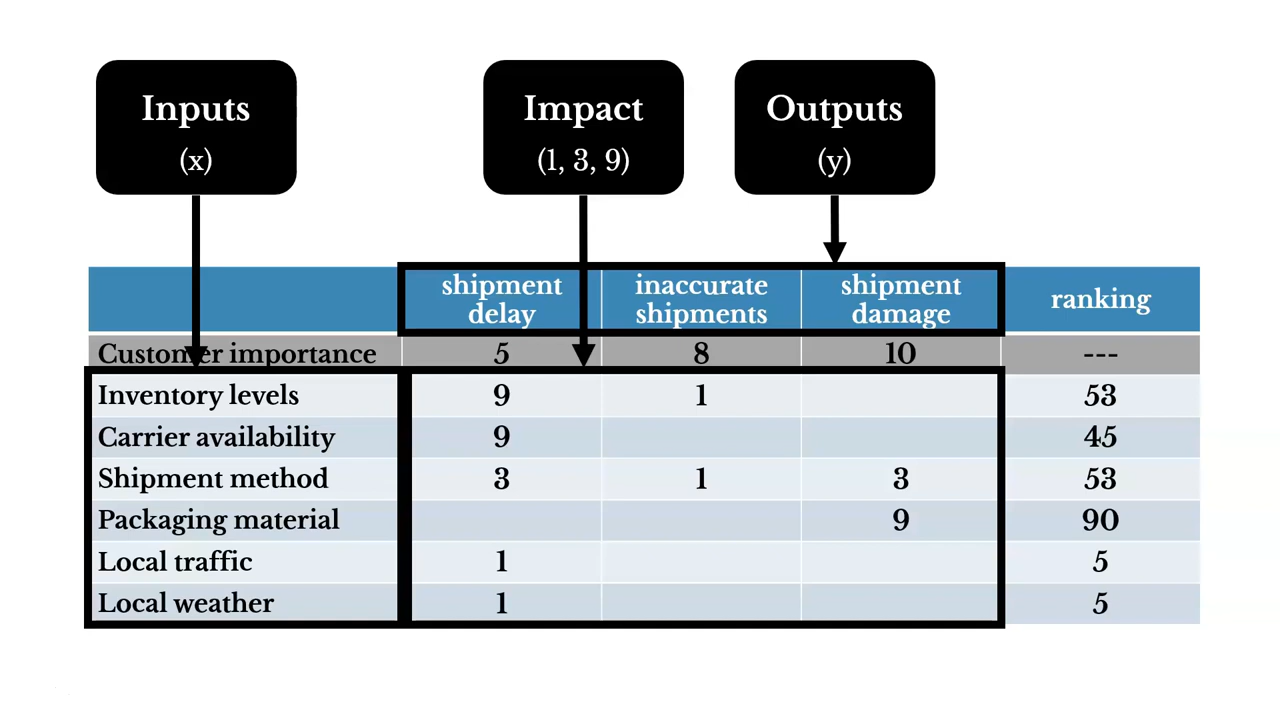 Inputs
(x)
Impact
(1, 3, 9)
Outputs
(y)
shipment
delay
inaccurate
shipments
shipment
damage
ranking
Customer importance 5 8 10 ---
Inventory levels 9 1 53
Carrier availability 9 45
Shipment method 3 1 3 53
Packaging material 9 90
Local traffic 1 5
Local weather 1 5